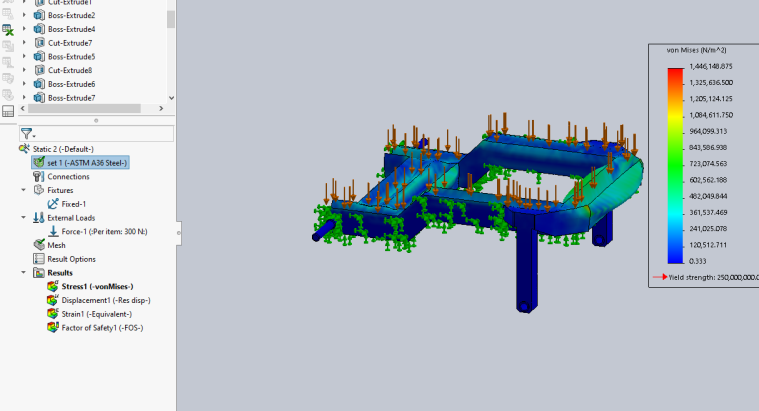 Cut-Extrude1
Boss-Extrude2
Boss-Extrude4
Cut-Extrude7
Boss-Extrude5
Cut-Extrude8
Boss-Extrude6
Boss-Extrude7
Static 2 (-Default-)
set 1 (-ASTM A36 Steel-)
Connections
Fixtures
Fixed-1
External Loads
Force-1 (:Per item: 300 N:)
Mesh
Result Options
Results
Stress1 (-vonMises-)
Displacement1 (-Res disp-)
Strain1 (-Equivalent-)
Factor of Safety1 (-FOS-)
von Mises (N/m^2)
1,446,148.875
1,325,636.500
1,205,124.125
1,084,611.750
964,099.313
843,586.938
723,074.563
602,562.188
482,049.844
361,537.469
241,025.078
120,512.711
0.333
Yield strength: 250,000,000.0